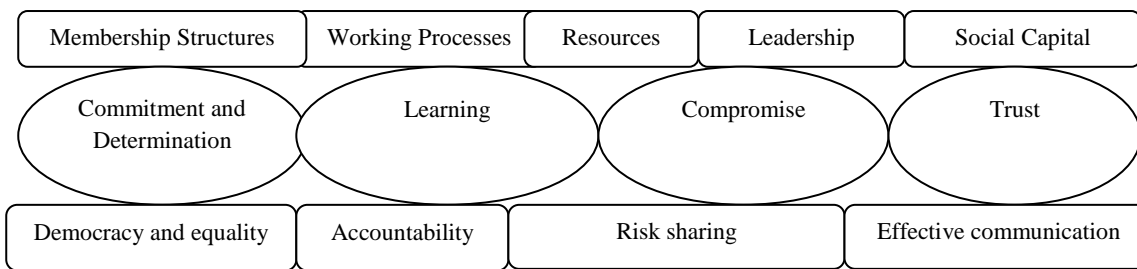 Membership Structures Working Processes Resources Leadership Social Capital
Commitment and Determination Learning Compromise Trust
Democracy and equality Accountability Risk sharing Effective communication